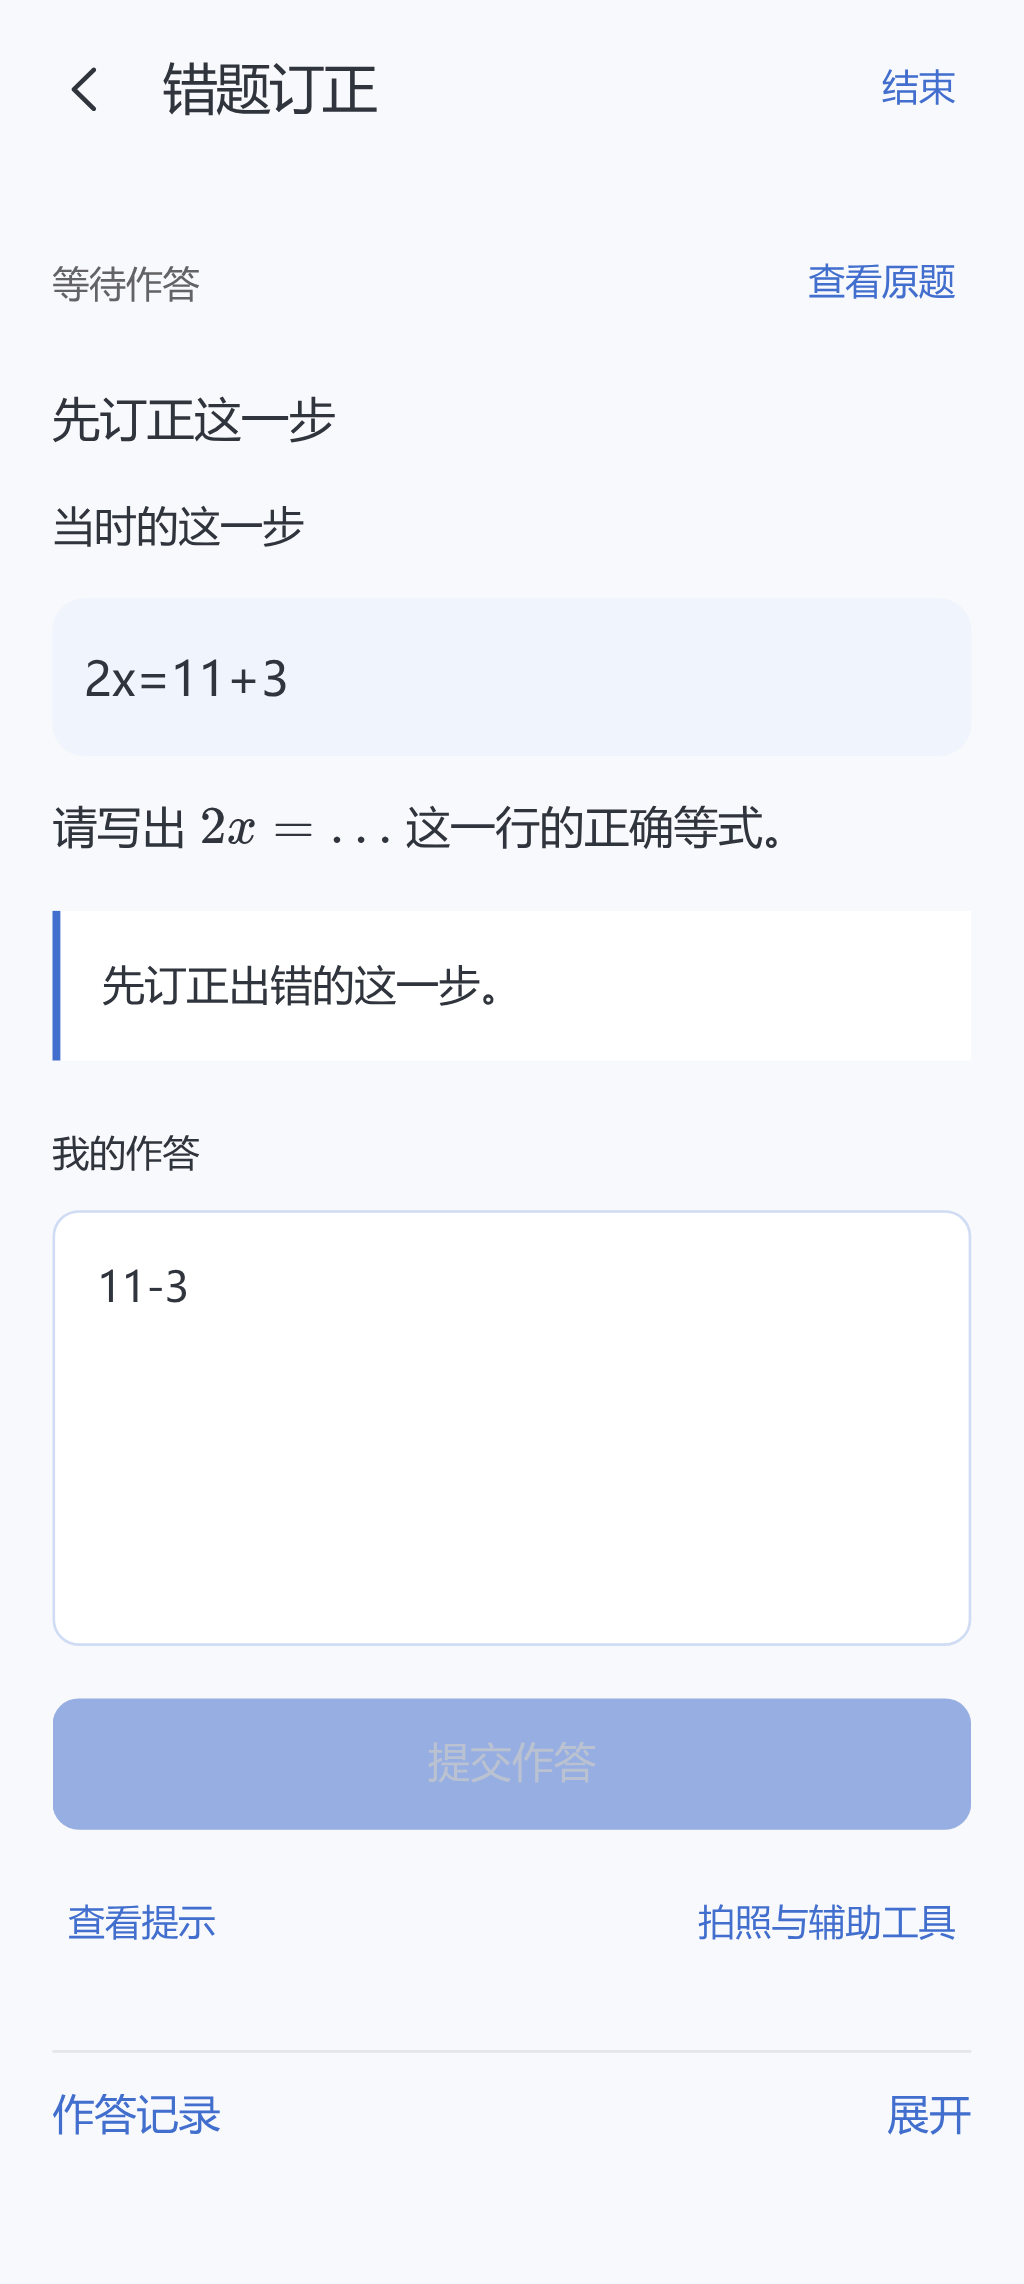 错题订正
结束
等待作答
查看原题
先订正这一步
当时的这一步
2x=11+3
请写出 2x = ... 这一行的正确等式。
先订正出错的这一步。
我的作答
11-3
提交作答
查看提示
拍照与辅助工具
作答记录
展开